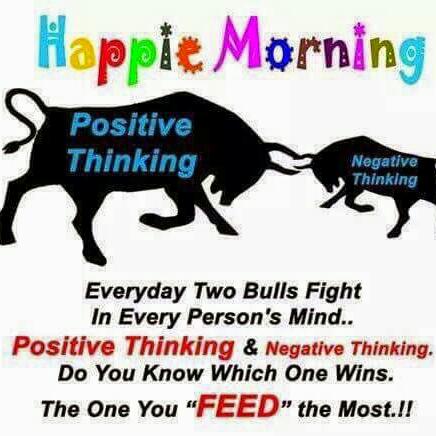 Happie Morning
Positive
Thinking
Negative
Thinking
Everyday Two Bulls Fight
In Every Person's Mind..
Positive Thinking & Negative Thinking.
Do You Know Which One Wins.
The One You “FEED” the Most.!!